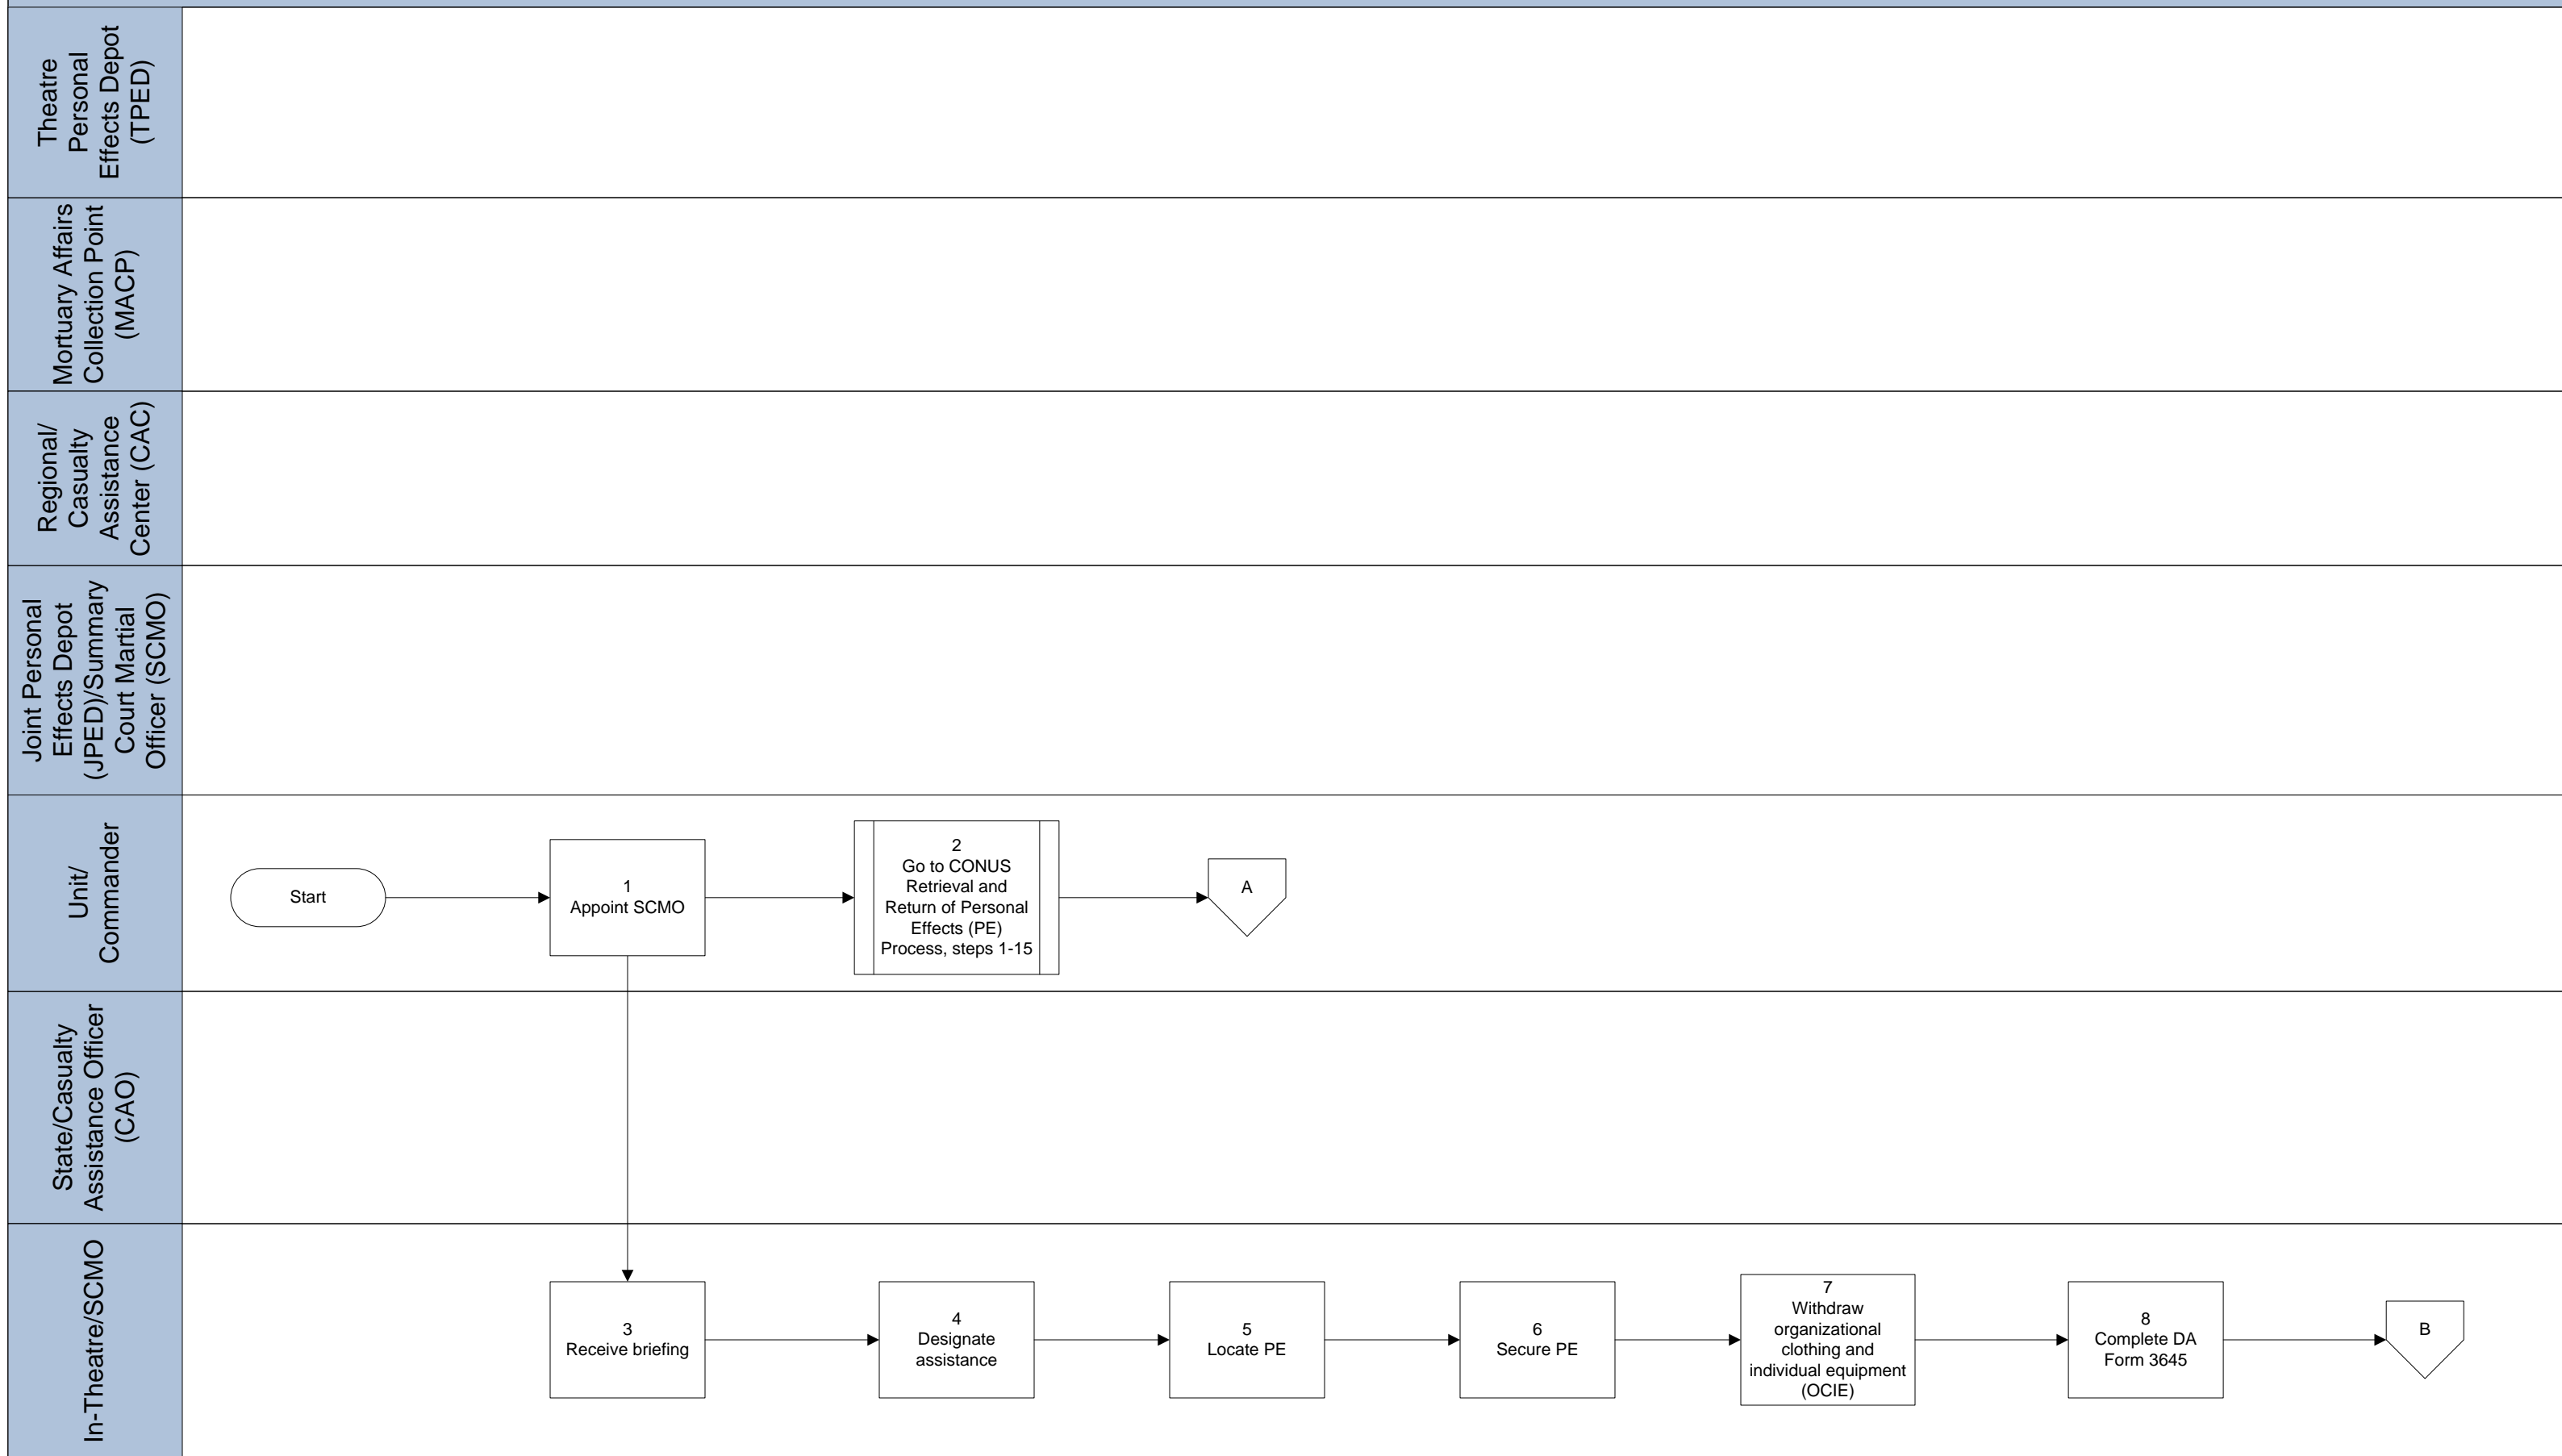 Theatre
Personal
Effects Depot
(TPED)
Mortuary Affairs
Collection Point
(MACP)
Regional/
Casualty
Assistance
Center (CAC)
Joint Personal
Effects Depot
(JPED)/Summary
Court Martial
Officer (SCMO)
Unit/
Commander
Start
1
Appoint SCMO
2
Go to CONUS
Retrieval and
Return of Personal
Effects (PE)
Process, steps 1-15
A
State/Casualty
Assistance Officer
(CAO)
In-Theatre/SCMO
3
Receive briefing
4
Designate
assistance
5
Locate PE
6
Secure PE
7
Withdraw
organizational
clothing and
individual equipment
(OCIE)
8
Complete DA
Form 3645
B